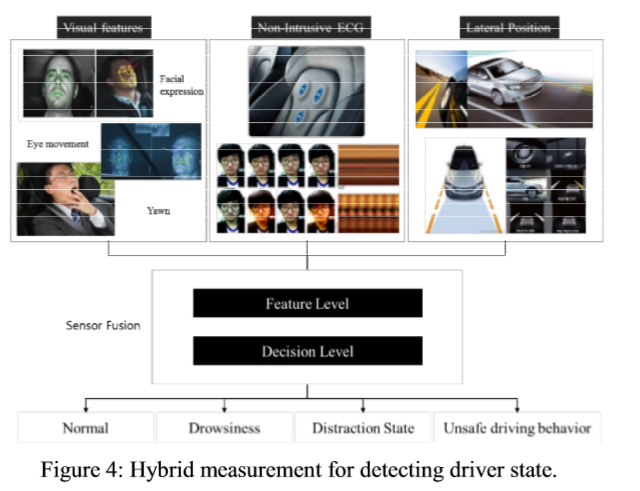 Visual features
Non-Intrusive ECG
Lateral Position
Facial
expression
Eye movement
Yawn
Sensor Fusion
Feature Level
Decision Level
Normal
Drowsiness
Distraction State
Unsafe driving behavior
Figure 4: Hybrid measurement for detecting driver state.